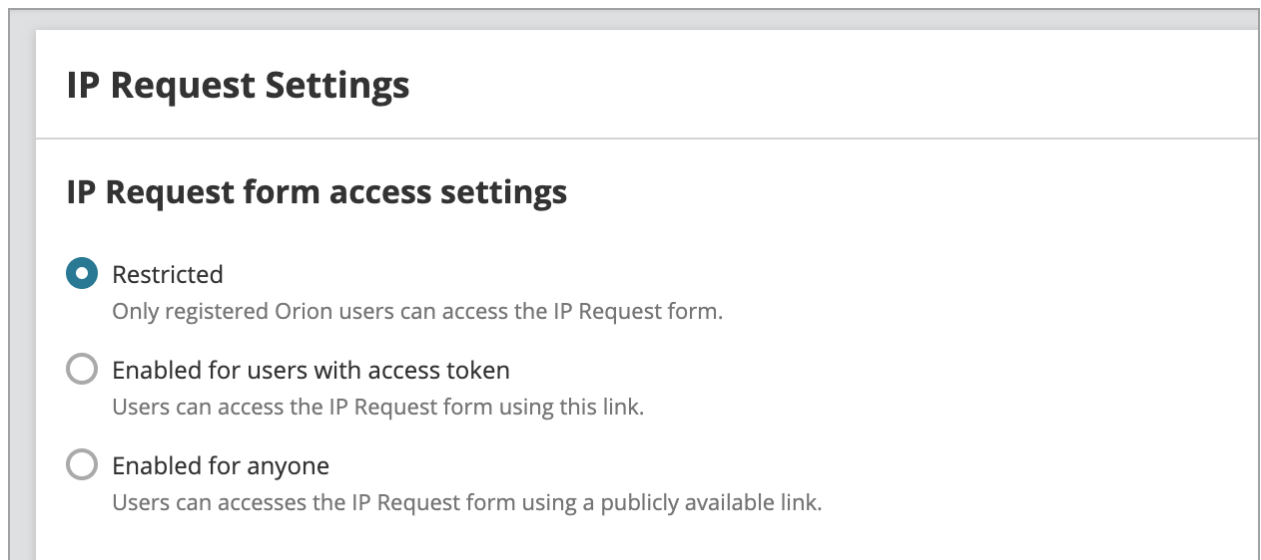 IP Request Settings
IP Request form access settings
Restricted
Only registered Orion users can access the IP Request form.
Enabled for users with access token
Users can access the IP Request form using this link.
Enabled for anyone
Users can accesses the IP Request form using a publicly available link.